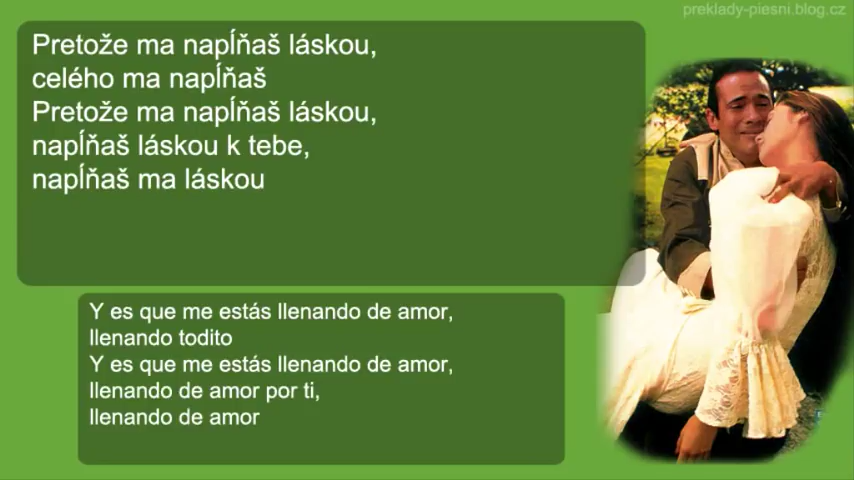 preklady-piesni.blog.cz
Pretože ma napĺňaš láskou,
celého ma napĺňaš
Pretože ma napĺňaš láskou,
napĺňaš láskou k tebe,
napĺňaš ma láskou
Y es que me estás llenando de amor,
llenando todito
Y es que me estás llenando de amor,
llenando de amor por ti,
llenando de amor